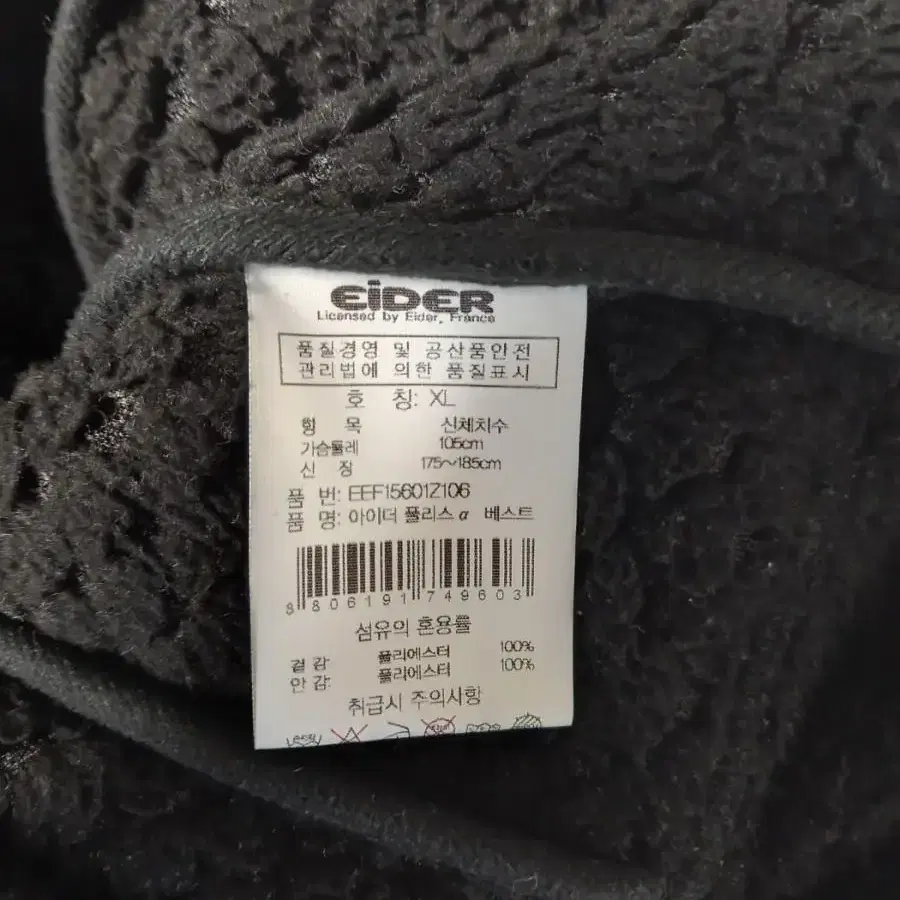 EiDER
Licensed by Eider, France
품질경영 및 공산품안전
관리법에 의한 품질표시
호 칭: XL
형 목 신체치수
가슴둘레 105cm
신 장 175~185cm
품 번: EEF15601Z106
품 명: 아이더 플리스 α 베스트
8 806191 749603
섬유의 혼용률
겉감 폴리에스터 100%
안감 폴리에스터 100%
취급시 주의사항